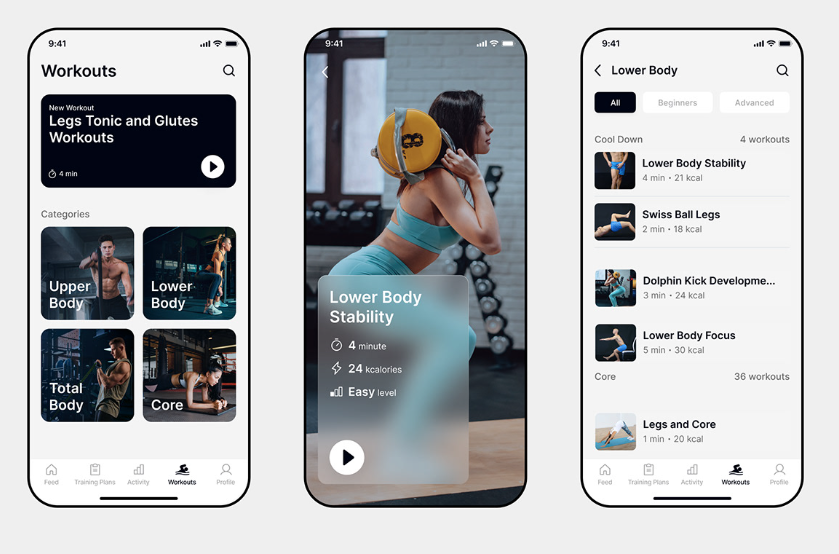 9:41
Workouts
New Workout
Legs Tonic and Glutes
Workouts
4 min
Categories
Upper
Body
Lower
Body
Total
Body
Core
Feed
Training Plans
Activity
Workouts
Profile
9:41
Lower Body
Stability
4 minute
24 kcalories
Easy level
9:41
Lower Body
All
Beginners
Advanced
Cool Down
4 workouts
Lower Body Stability
4 min • 21 kcal
Swiss Ball Legs
2 min • 18 kcal
Dolphin Kick Developme...
3 min • 24 kcal
Lower Body Focus
5 min • 30 kcal
Core
36 workouts
Legs and Core
1 min • 20 kcal
Feed
Training Plans
Activity
Workouts
Profile